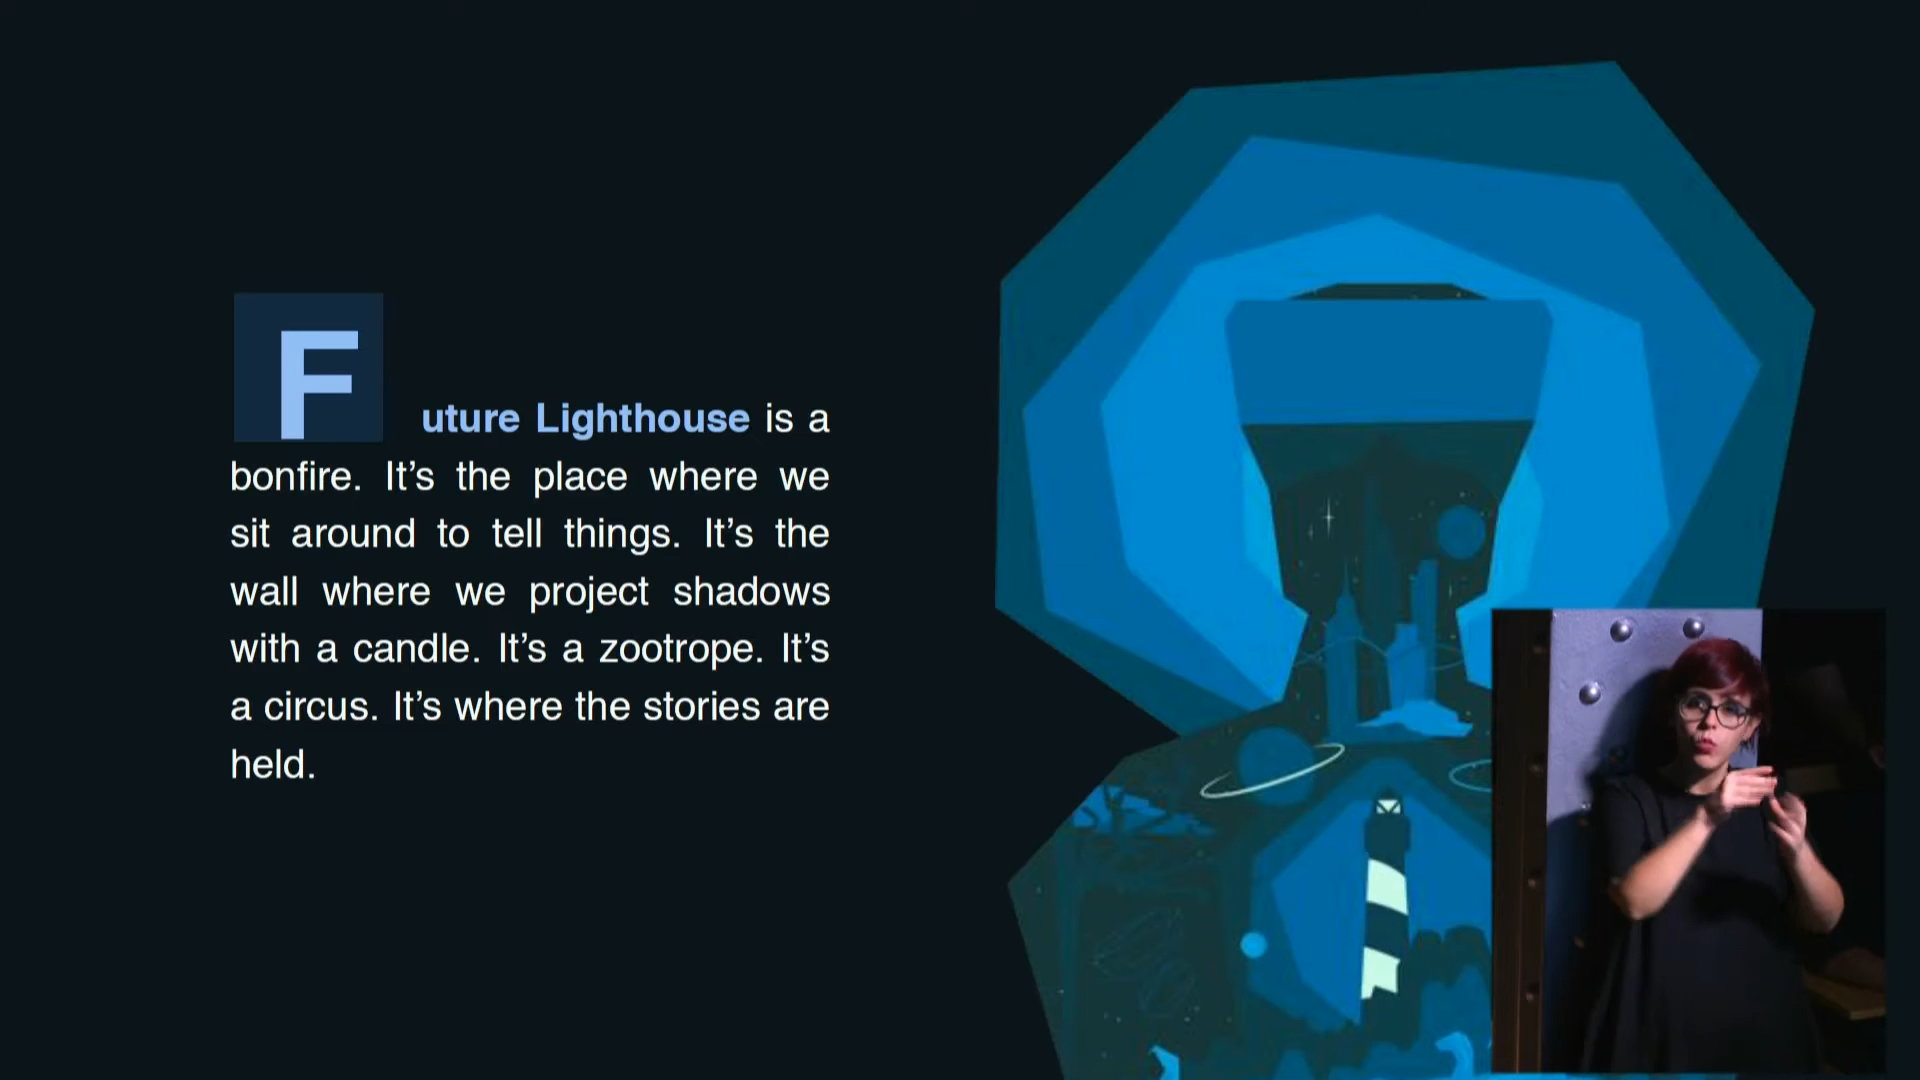 Future Lighthouse is a
bonfire. It’s the place where we
sit around to tell things. It’s the
wall where we project shadows
with a candle. It’s a zootrope. It’s
a circus. It’s where the stories are
held.